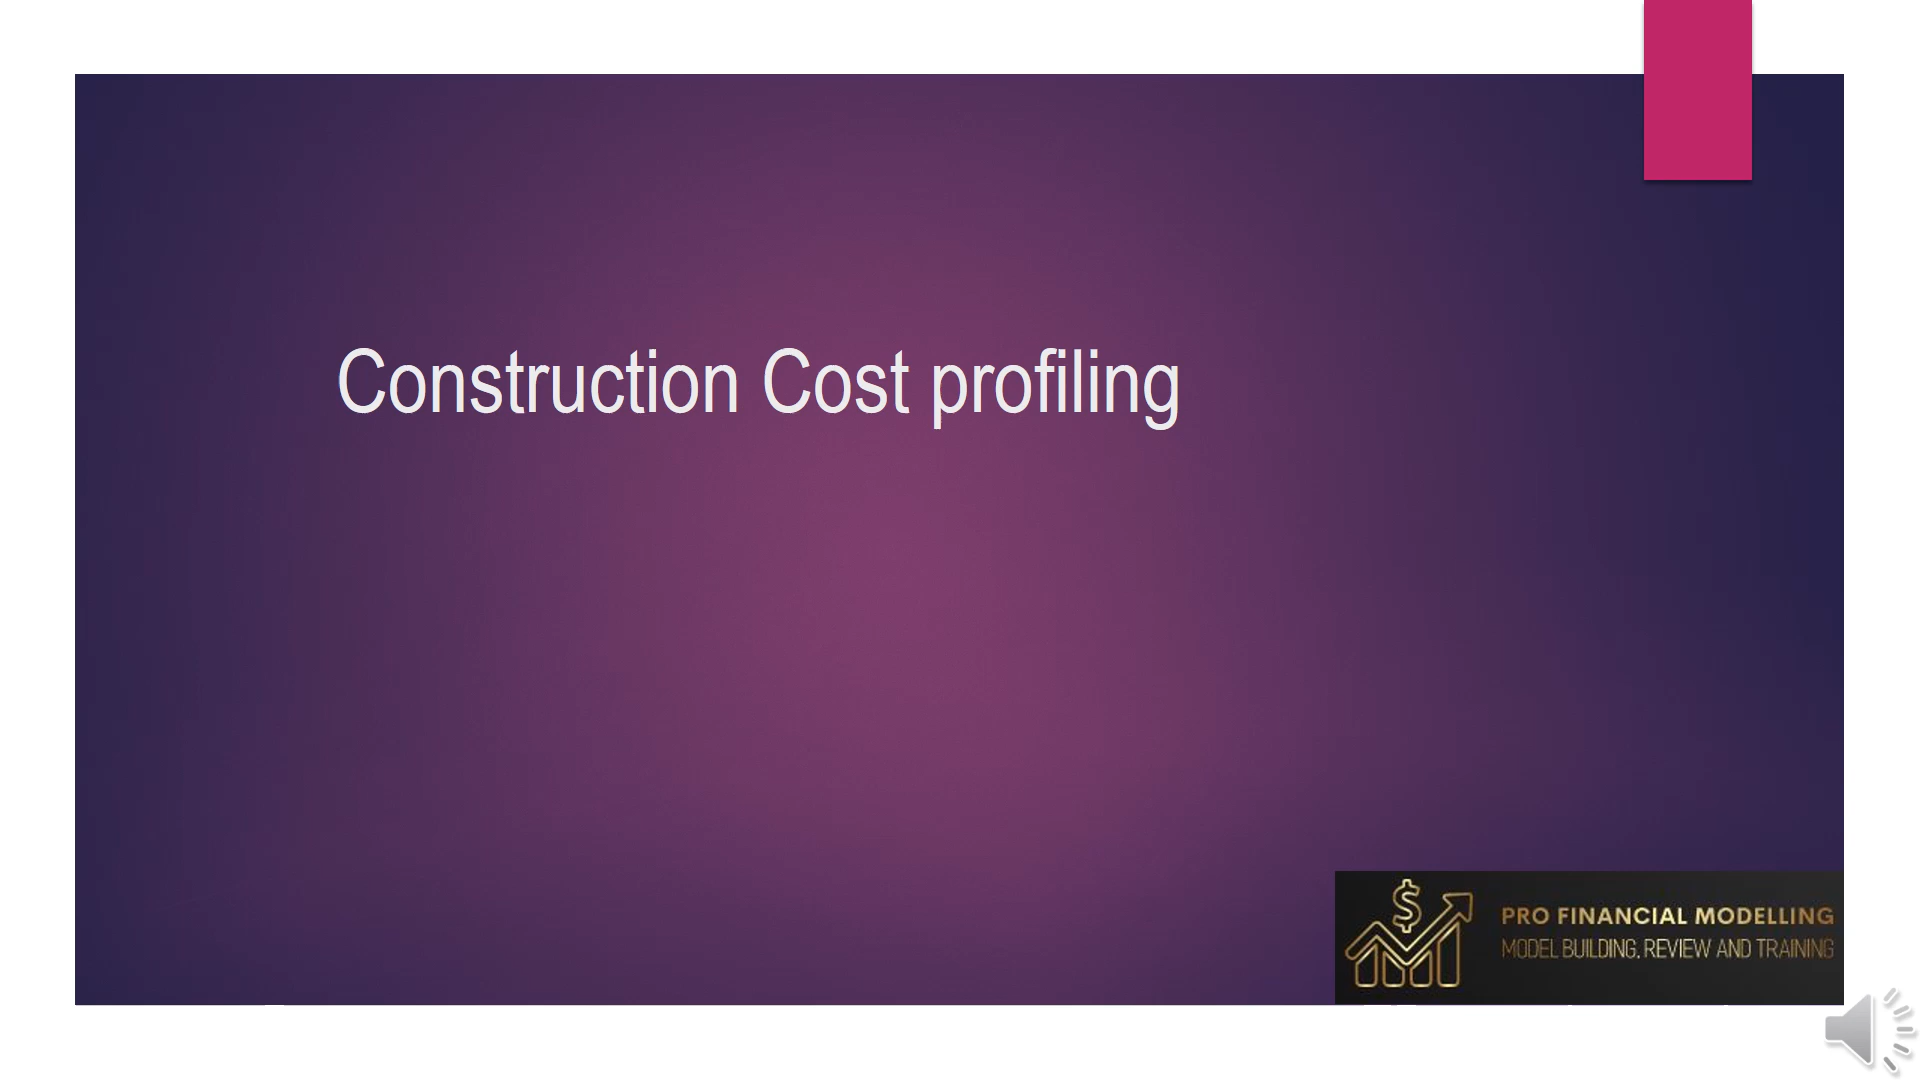 Construction Cost profiling
PRO FINANCIAL MODELLING
MODEL BUILDING, REVIEW AND TRAINING